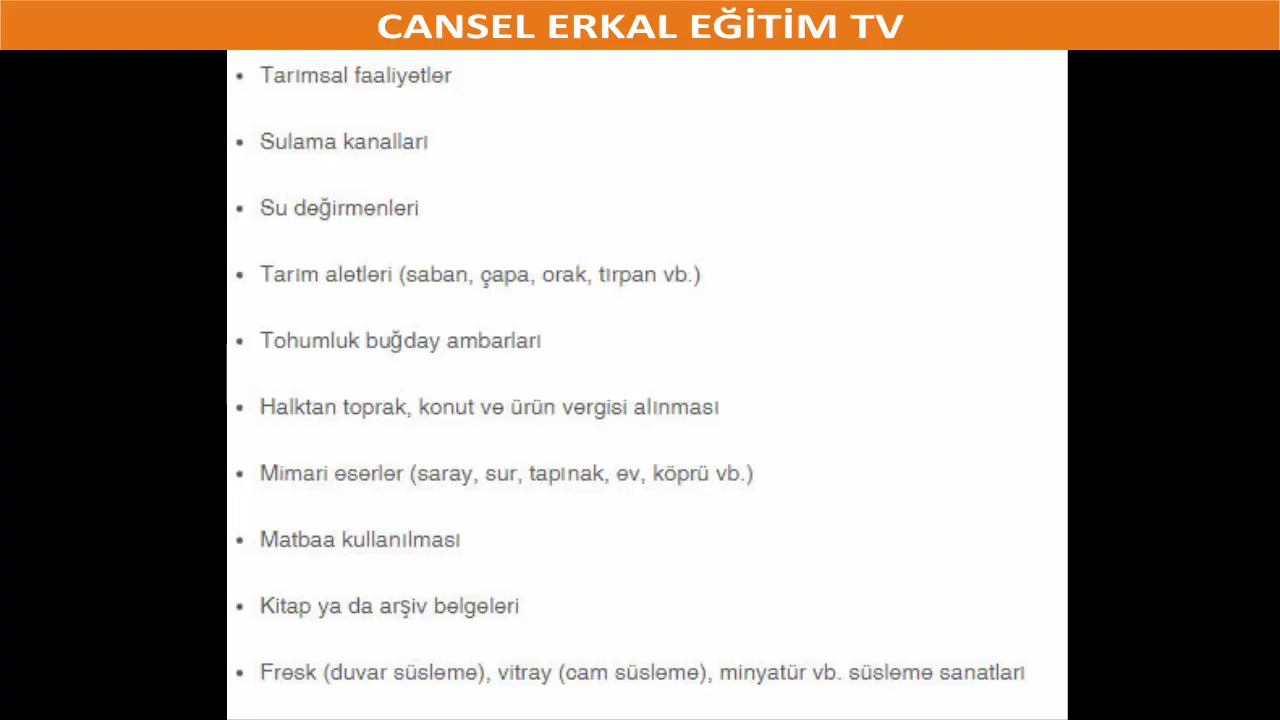 CANSEL ERKAL EĞİTİM TV
• Tarımsal faaliyetler
• Sulama kanalları
• Su değirmenleri
• Tarım aletleri (saban, çapa, orak, tırpan vb.)
• Tohumluk buğday ambarları
• Halktan toprak, konut ve ürün vergisi alınması
• Mimari eserler (saray, sur, tapınak, ev, köprü vb.)
• Matbaa kullanılması
• Kitap ya da arşiv belgeleri
• Fresk (duvar süsleme), vitray (cam süsleme), minyatür vb. süsleme sanatları